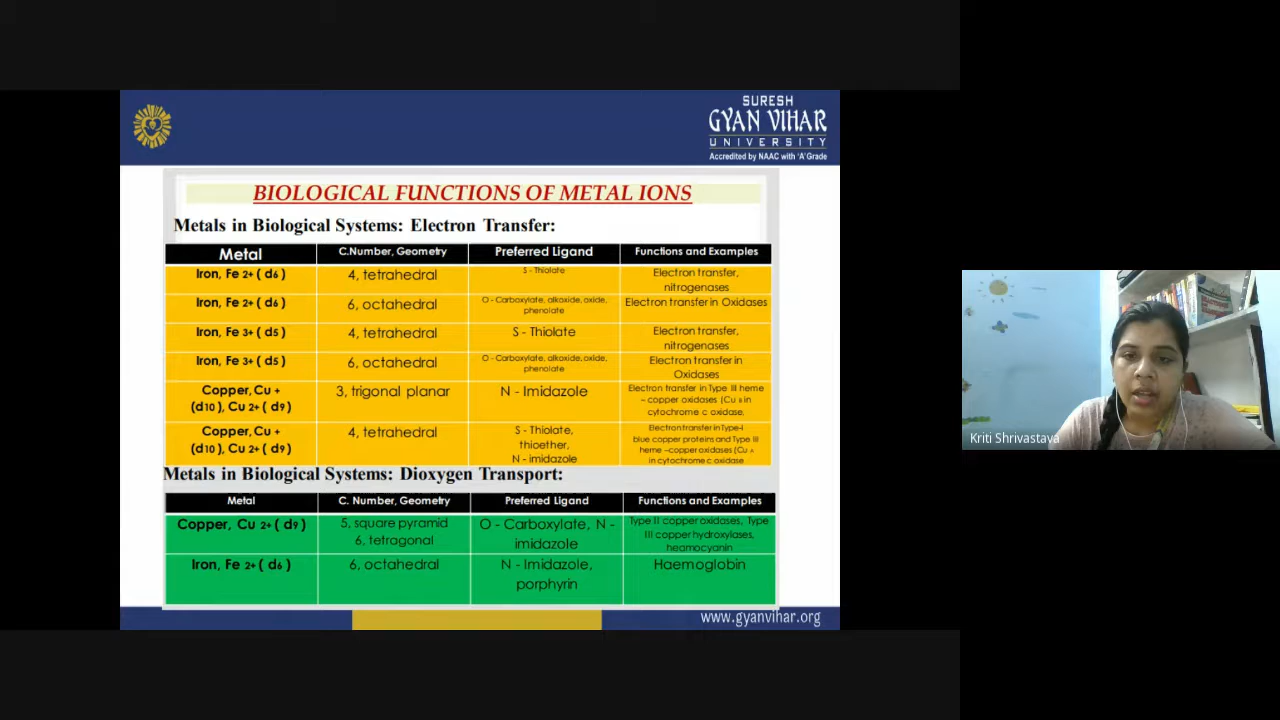 SURESH
GYAN VIHAR
UNIVERSITY
Accredited by NAAC with 'A' Grade
BIOLOGICAL FUNCTIONS OF METAL IONS
Metals in Biological Systems: Electron Transfer:
Metal C.Number, Geometry Preferred Ligand Functions and Examples
Iron, Fe 2+ ( d6 ) 4, tetrahedral S - Thiolate Electron transfer,
nitrogenases
Iron, Fe 2+ ( d6 ) 6, octahedral O - Carboxylate, alkoxide, oxide, Electron transfer in Oxidases
phenolate
Iron, Fe 3+ ( d5 ) 4, tetrahedral S - Thiolate Electron transfer,
nitrogenases
Iron, Fe 3+ ( d5 ) 6, octahedral O - Carboxylate, alkoxide, oxide, Electron transfer in
phenolate Oxidases
Copper, Cu + 3, trigonal planar N - Imidazole Electron transfer in Type III heme
(d10 ), Cu 2+ ( d9 ) – copper oxidases (Cu B in
cytochrome c oxidase,
Copper, Cu + 4, tetrahedral S - Thiolate, Electron transfer in Type-I
(d10 ), Cu 2+ ( d9 ) thioether, blue copper proteins and Type III
N - imidazole heme –copper oxidases (Cu A
in cytochrome c oxidase
Metals in Biological Systems: Dioxygen Transport:
Metal C. Number, Geometry Preferred Ligand Functions and Examples
Copper, Cu 2+ ( d9 ) 5, square pyramid O - Carboxylate, N - Type II copper oxidases, Type
6, tetragonal imidazole III copper hydroxylases,
heamocyanin
Iron, Fe 2+ ( d6 ) 6, octahedral N - Imidazole, Haemoglobin
porphyrin
www.gyanvihar.org
Kriti Shrivastava